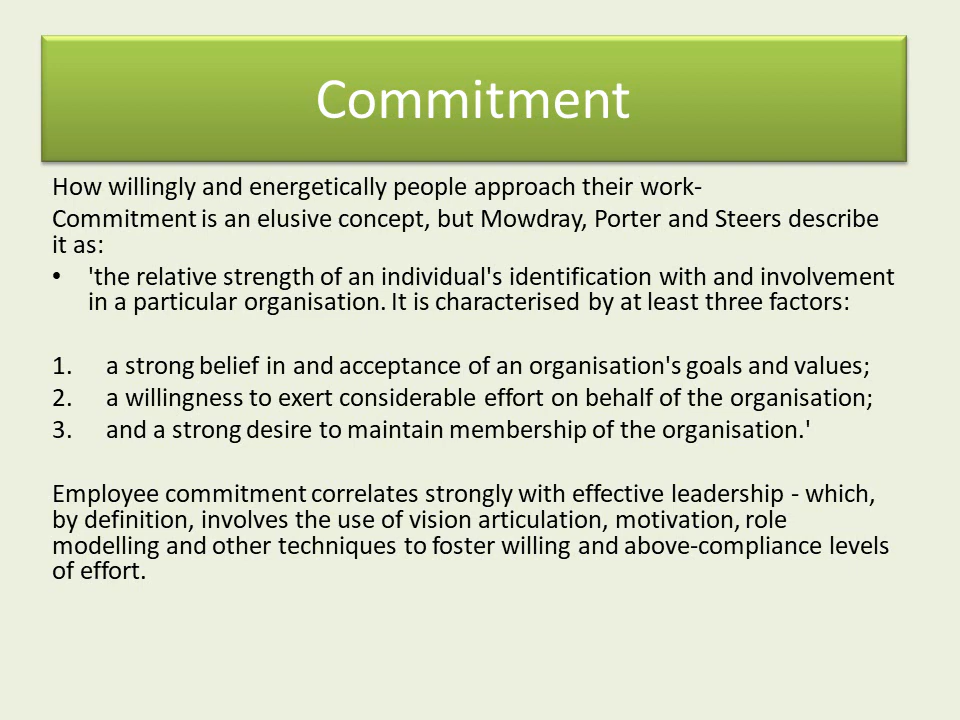 Commitment
How willingly and energetically people approach their work-
Commitment is an elusive concept, but Mowdray, Porter and Steers describe
it as:
• 'the relative strength of an individual's identification with and involvement
in a particular organisation. It is characterised by at least three factors:
1. a strong belief in and acceptance of an organisation's goals and values;
2. a willingness to exert considerable effort on behalf of the organisation;
3. and a strong desire to maintain membership of the organisation.'
Employee commitment correlates strongly with effective leadership - which,
by definition, involves the use of vision articulation, motivation, role
modelling and other techniques to foster willing and above-compliance levels
of effort.